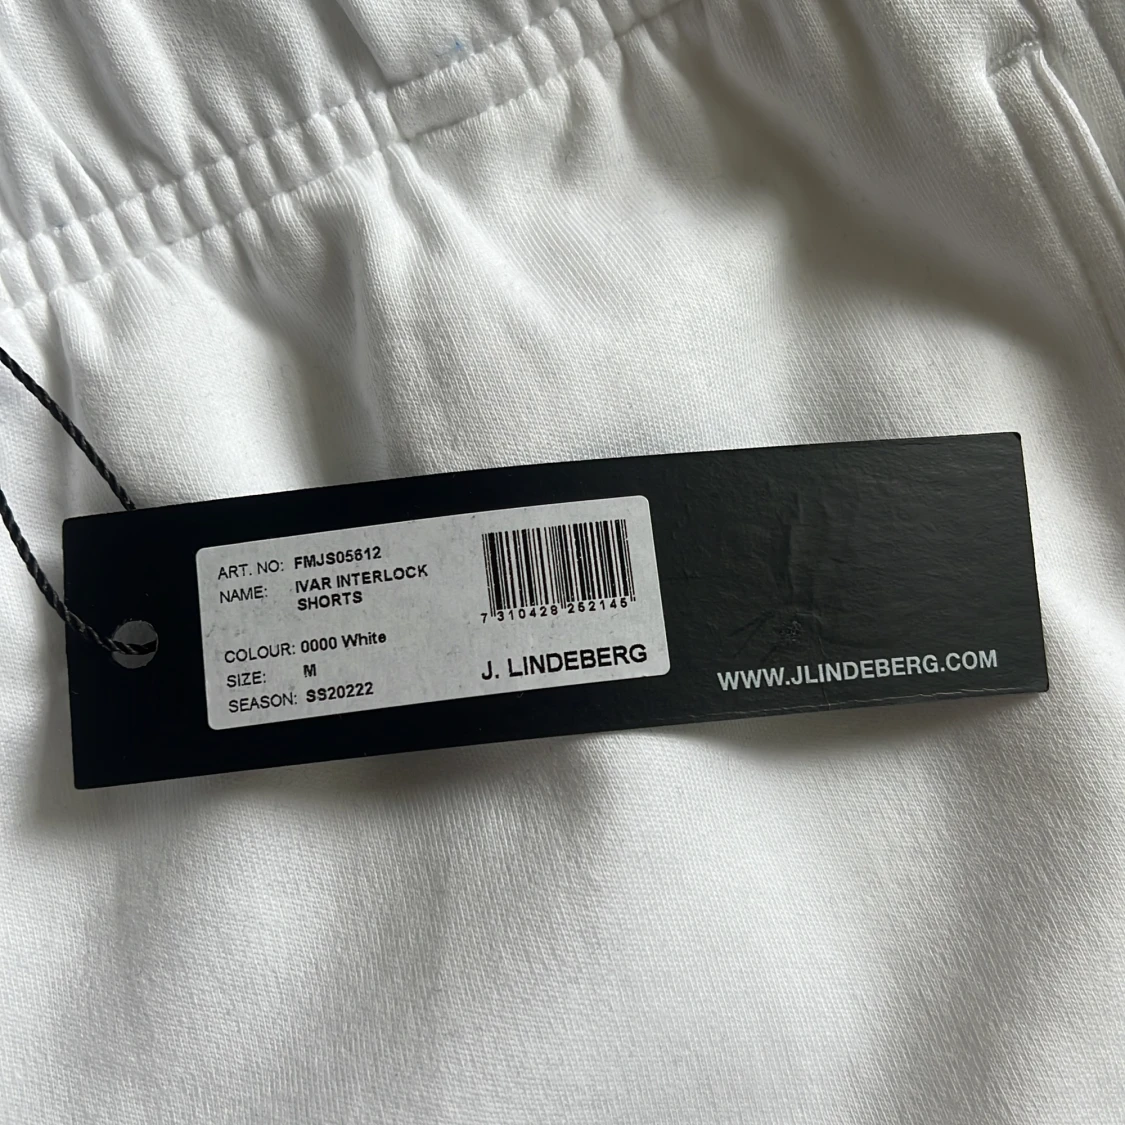 ART. NO: FMJS05612
NAME: IVAR INTERLOCK
SHORTS
COLOUR: 0000 White
SIZE: M
SEASON: SS20222
7 310428 252145
J. LINDEBERG
WWW.JLINDEBERG.COM